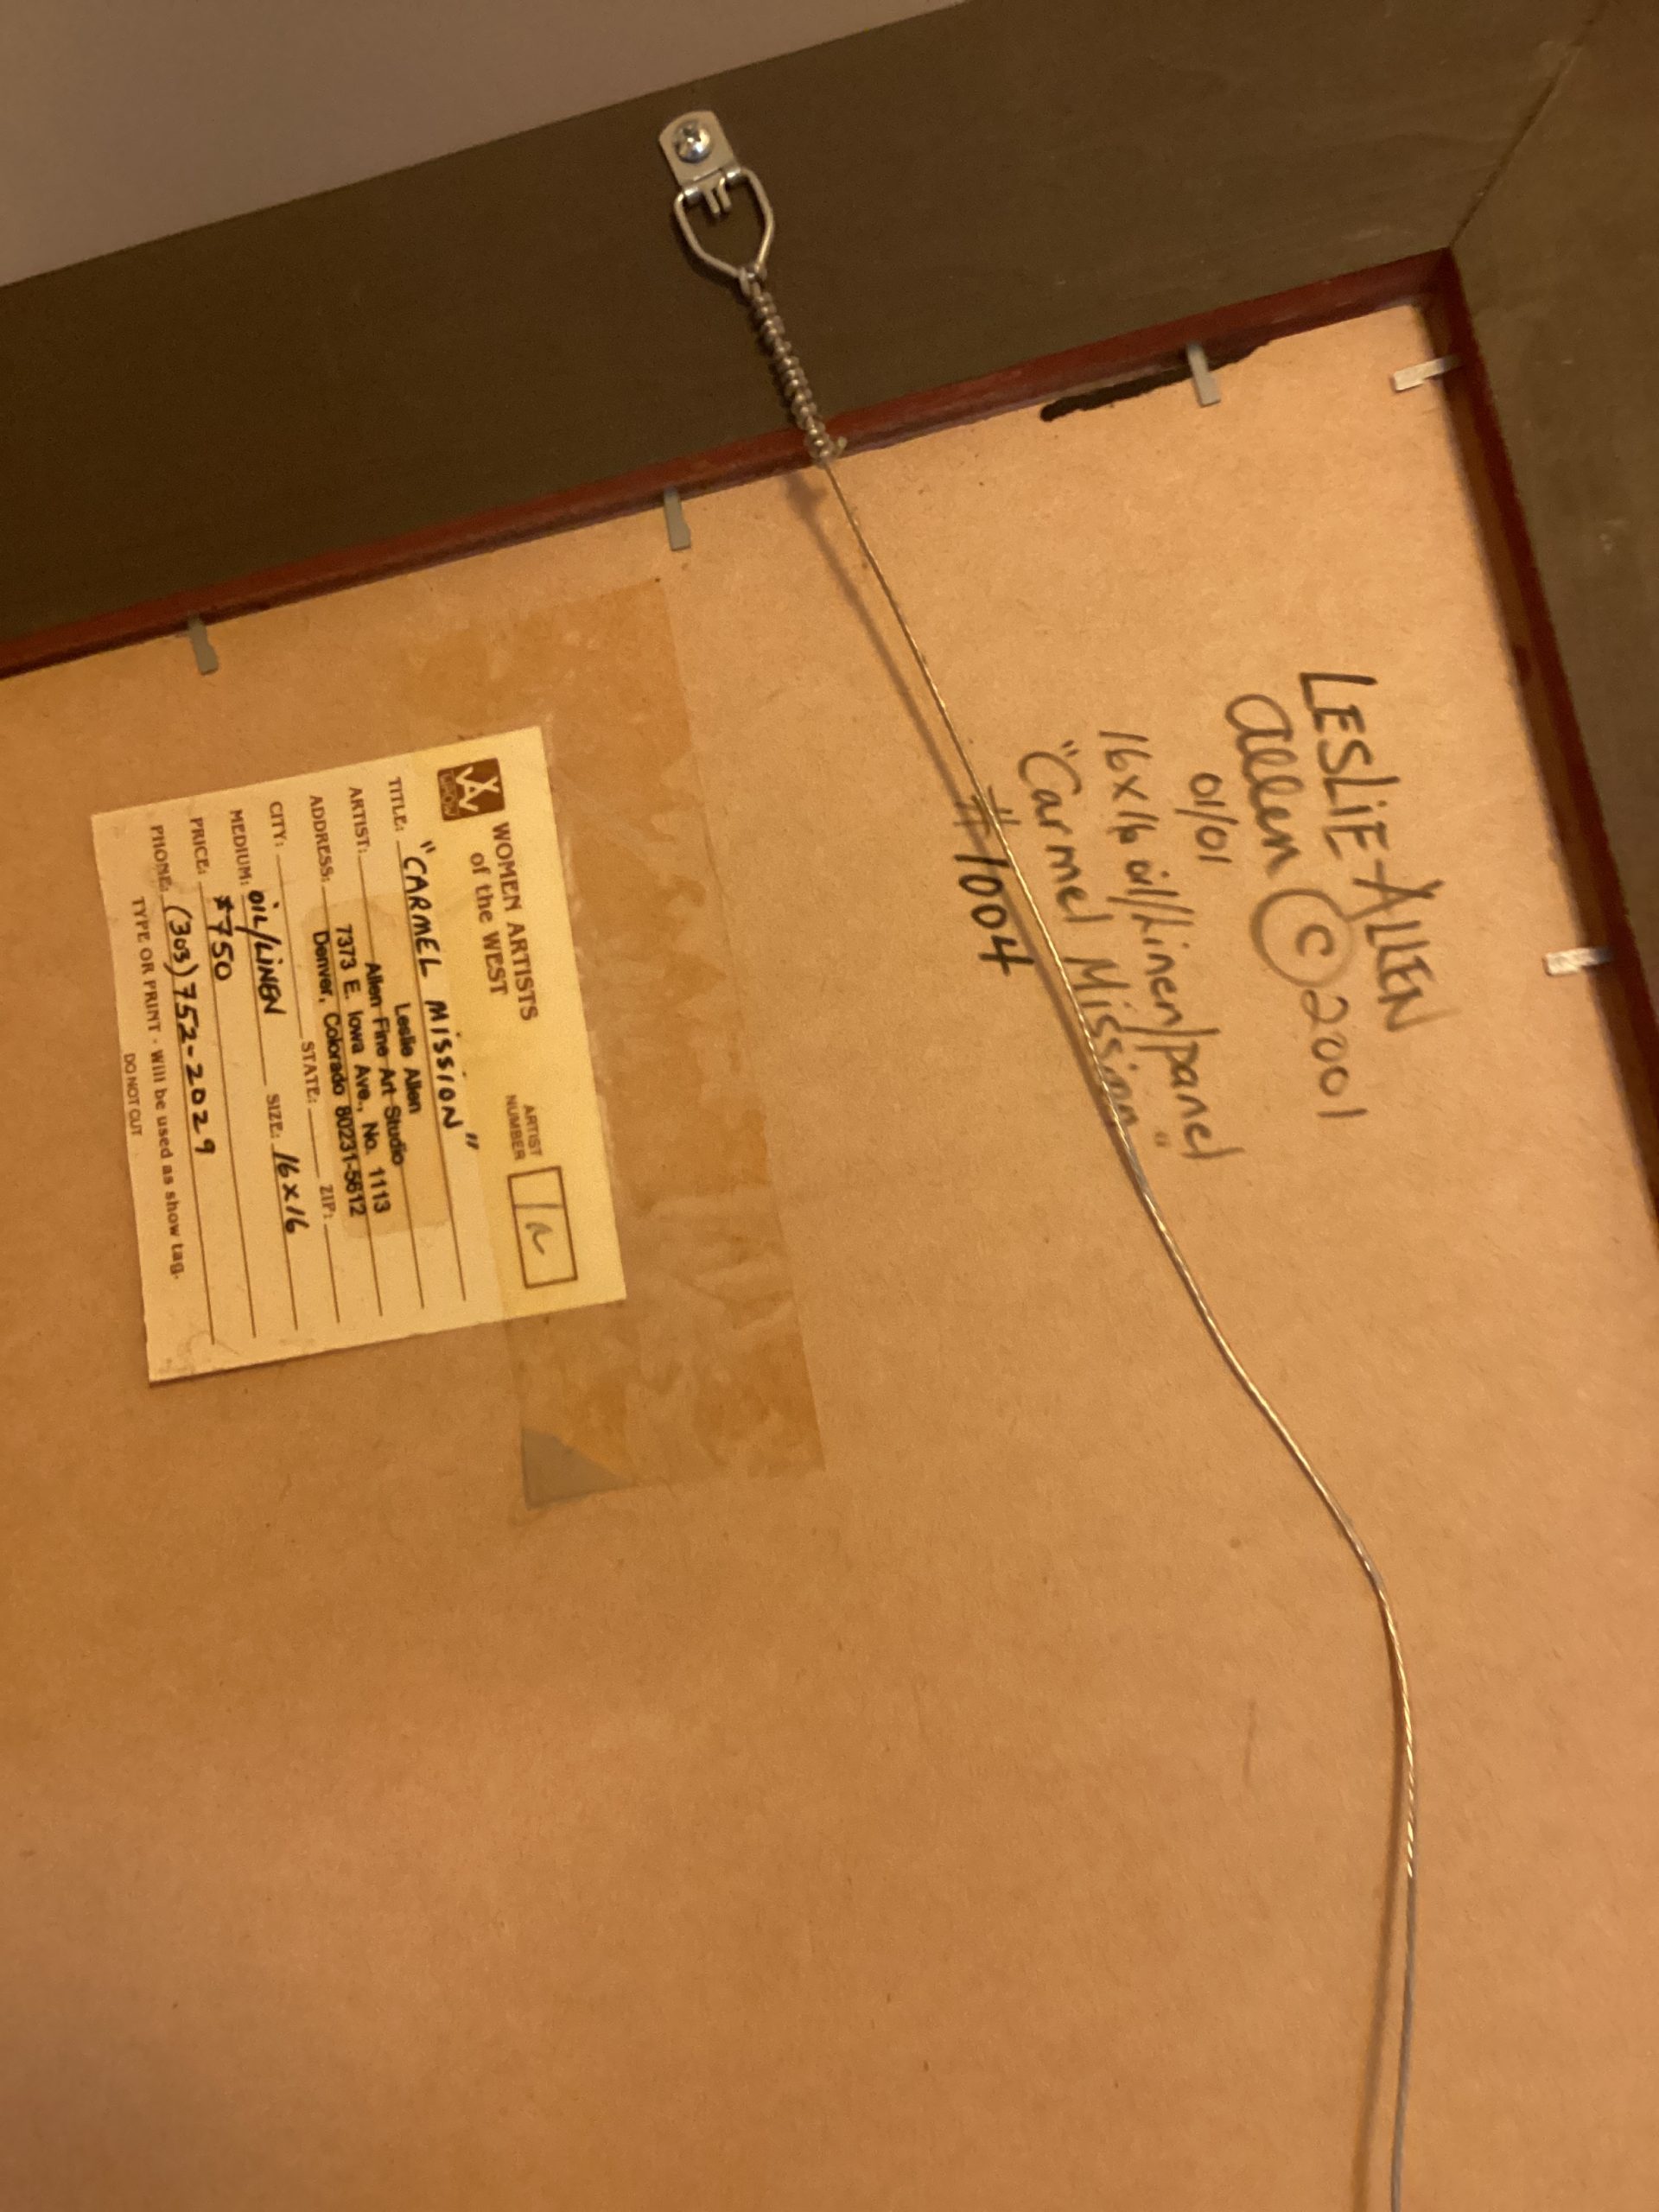 LESLIE ALLEN
Allen © 2001
01/01
16x16 oil/Linen/panel
"Carmel Mission"
#1004
WOMEN ARTISTS
of the WEST
ARTIST
NUMBER
TITLE: "CARMEL MISSION"
ARTIST: Leslie Allen
Allen Fine Art Studio
ADDRESS: 7373 E. Iowa Ave., No. 1113
Denver, Colorado 80231-5612
CITY: STATE: ZIP:
MEDIUM: OIL/LINEN SIZE: 16x16
PRICE: $750
PHONE: (303) 752-2029
TYPE OR PRINT - Will be used as show tag.
DO NOT CUT